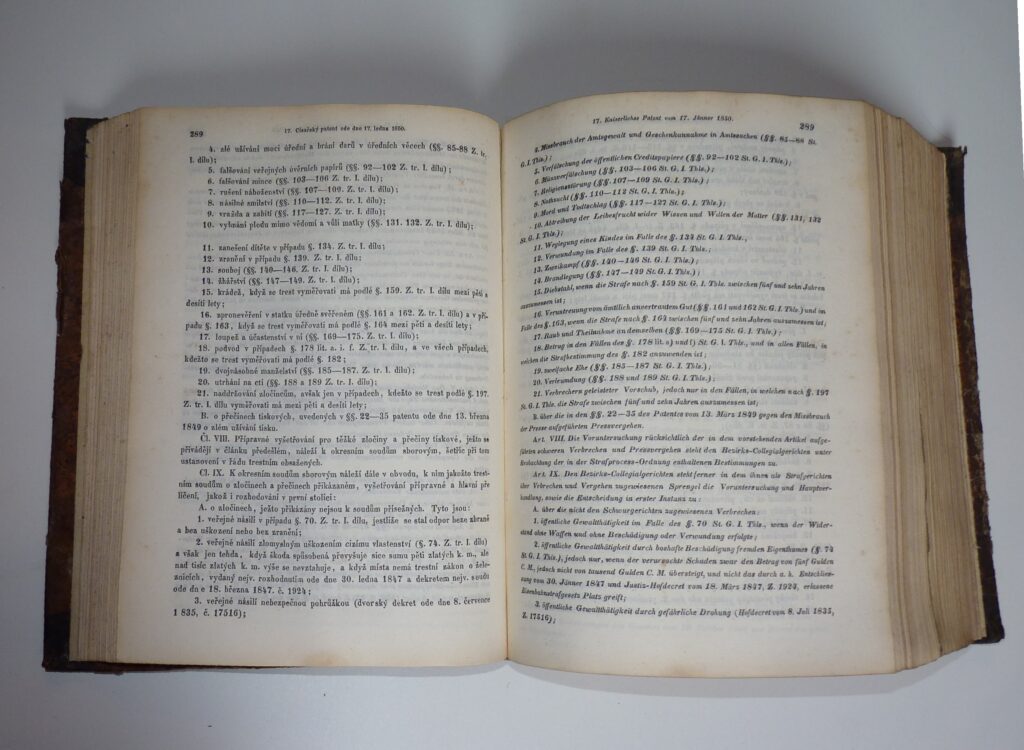 289
17. Císařský patent ode dne 17. ledna 1850.
4. zlé užívání moci úřední a brání darů v úředních věcech (§§. 85-88 Z. tr.
I. dílu);
5. falšování veřejných úvěrních papírů (§§. 92—102 Z. tr. I. dílu);
6. falšování mince (§§. 103—106 Z. tr. I. dílu);
7. rušení náboženství (§§. 107—109. Z. tr. I. dílu);
8. násilné smilství (§§. 110—112. Z. tr. I. dílu);
9. vražda a zabití (§§. 117—127. Z. tr. I. dílu);
10. vyhnání plodu mimo vědomí a vůli matky (§§. 131. 132. Z. tr. I. dílu);
11. zanešení dítěte v případu §. 134. Z. tr. I. dílu;
12. zranění v případu §. 139. Z. tr. I. dílu;
13. souboj (§§. 140—146. Z. tr. I. dílu);
14. žhářství (§§. 147—149. Z. tr. I. dílu);
15. krádež, když se trest vyměřovati má podlé §. 159. Z. tr. I. dílu mezi pěti a
desíti lety;
16. zpronevěření v statku úředně svěřeném (§§. 161 a 162. Z. tr. I. dílu) a v pří-
padu §. 163, kdež se trest vyměřovati má podlé §. 164 mezi pěti a desíti lety;
17. loupež a účastenství v ní (§§. 169—175. Z. tr. I. dílu);
18. podvod v případech §. 178 lit. a. i. f. Z. tr. I. dílu, a ve všech případech,
kdežto se trest vyměřovati má podlé §. 182;
19. dvojnásobné manželství (§§. 185—187. Z. tr. I. dílu);
20. utrhání na cti (§§. 188 a 189 Z. tr. I. dílu);
21. nadržování zločincům, avšak jen v případech, kdežto se trest podlé §. 197.
Z. tr. I. dílu vyměřovati má mezi pěti a desíti lety;
B. o přečinech tiskových, uvedených v §§. 22—35 patentu ode dne 13. března
1849 o zlém užívání tisku.
Čl. VIII. Přípravné vyšetřování pro těžké zločiny a přečiny tiskové, ježto se
přivádějí v článku předešlém, náleží k okresním soudům sborovým, šetříc při tom
ustanovení v řádu trestním obsažených.
Čl. IX. K okresním soudům sborovým náleží dále v obvodu, k nim jakožto trest-
ním soudům o zločinech a přečinech přikázaném, vyšetřování přípravné a hlavní pře
líčení, jakož i rozhodování v první stolici:
A. o zločinech, ježto přikázány nejsou k soudům přísežných. Tyto jsou:
1. veřejné násilí v případu §. 70. Z. tr. I. dílu, jestliže se stal odpor beze zbraně
a bez uškození nebo bez zranění;
2. veřejné násilí zlomyslným uškozením cizímu vlastenství (§. 74. Z. tr. I. dílu)
a však jen tehda, když škoda způsobená převyšuje sice sumu pěti zlatých k. m., ale
nad tisíc zlatých k. m. výše se nevztahuje, a když místa nemá trestní zákon o žele-
znicích, vydaný nejv. rozhodnutím ode dne 30. ledna 1847 a dekretem nejv. soudu
ode dne 18. března 1847. č. 1924;
3. veřejné násilí nebezpečnou pohrůžkou (dvorský dekret ode dne 8. července
1 835, č. 17516);
17. Kaiserliches Patent vom 17. Jänner 1850.
289
4. Missbrauch der Amtsgewalt und Geschenkannahme in Amtssachen (§§. 85—88 St.
G. I. Thls.);
5. Verfälschung der öffentlichen Creditspapiere (§§. 92—102 St. G. I. Thls.);
6. Münzverfälschung (§§. 103—106 St. G. I. Thls.);
7. Religionsstörung (§§. 107—109 St. G. I. Thls.);
8. Nothzucht (§§. 110—112 St. G. I. Thls.);
9. Mord und Todtschlag (§§. 117—127 St. G. I. Thls.);
10. Abtreibung der Leibesfrucht wider Wissen und Willen der Mutter (§§. 131, 132
St. G. I. Thls.);
11. Weglegung eines Kindes im Falle des §. 134 St. G. I. Thls.,
12. Verwundung im Falle des §. 139 St. G. I. Thls.;
13. Zweikampf (§§. 140—146 St. G. I. Thls.);
14. Brandlegung (§§. 147—149 St. G. I. Thls.);
15. Diebstahl, wenn die Strafe nach §. 159 St. G. I. Thls. zwischen fünf und zehn Jahren
auszumessen ist;
16. Veruntreuung vom ämtlich anvertrautem Gut (§§. 161 und 162 St. G. I. Thls.) und im
Falle des §. 163, wenn die Strafe nach §. 164 zwischen fünf und zehn Jahren auszumessen ist;
17. Raub und Theilnahme an demselben (§§. 169—175 St. G. I. Thls.);
18. Betrug in den Fällen des §. 178 lit. a) und f) St. G. I. Thls., und in allen Fällen, in
welchen die Strafbestimmung des §. 182 anzuwenden ist;
19. zweifache Ehe (§§. 185—187 St. G. I. Thls.);
20. Verleumdung (§§. 188 und 189 St. G. I. Thls.);
21. Verbrechern geleisteter Vorschub, jedoch nur in den Fällen, in welchen nach §. 197
St. G. I. Thls. die Strafe zwischen fünf und zehn Jahren auszumessen ist;
B. über die in den §§. 22—35 des Patentes vom 13. März 1849 gegen den Missbrauch
der Presse aufgeführten Pressvergehen.
Art. VIII. Die Voruntersuchung rücksichtlich der in dem vorstehenden Artikel aufge-
führten schweren Verbrechen und Pressvergehen steht den Bezirks-Collegialgerichten unter
Beobachtung der in der Strafprocess-Ordnung enthaltenen Bestimmungen zu.
Art. IX. Den Bezirks-Collegialgerichten steht ferner in dem ihnen als Strafgerichten
über Verbrechen und Vergehen zugewiesenen Sprengel die Voruntersuchung und Hauptver-
handlung, sowie die Entscheidung in erster Instanz zu:
A. über die nicht den Schwurgerichten zugewiesenen Verbrechen:
1. öffentliche Gewaltthätigkeit im Falle des §. 70 St. G. I. Thls., wenn der Wider-
stand ohne Waffen und ohne Beschädigung oder Verwundung erfolgte;
2. öffentliche Gewaltthätigkeit durch boshafte Beschädigung fremden Eigenthumes (§. 74
St. G. I. Thls.), jedoch nur, wenn der verursachte Schaden zwar den Betrag von fünf Gulden
C. M., jedoch nicht von tausend Gulden C. M. übersteigt, und nicht das durch a. h. Entschlies-
sung vom 30. Jänner 1847 und Justiz-Hofdecret vom 18. März 1847, Z. 1924, erlassene
Eisenbahnstrafgesetz Platz greift;
3. öffentliche Gewaltthätigkeit durch gefährliche Drohung (Hofdecret vom 8. Juli 1835,
Z. 17516);